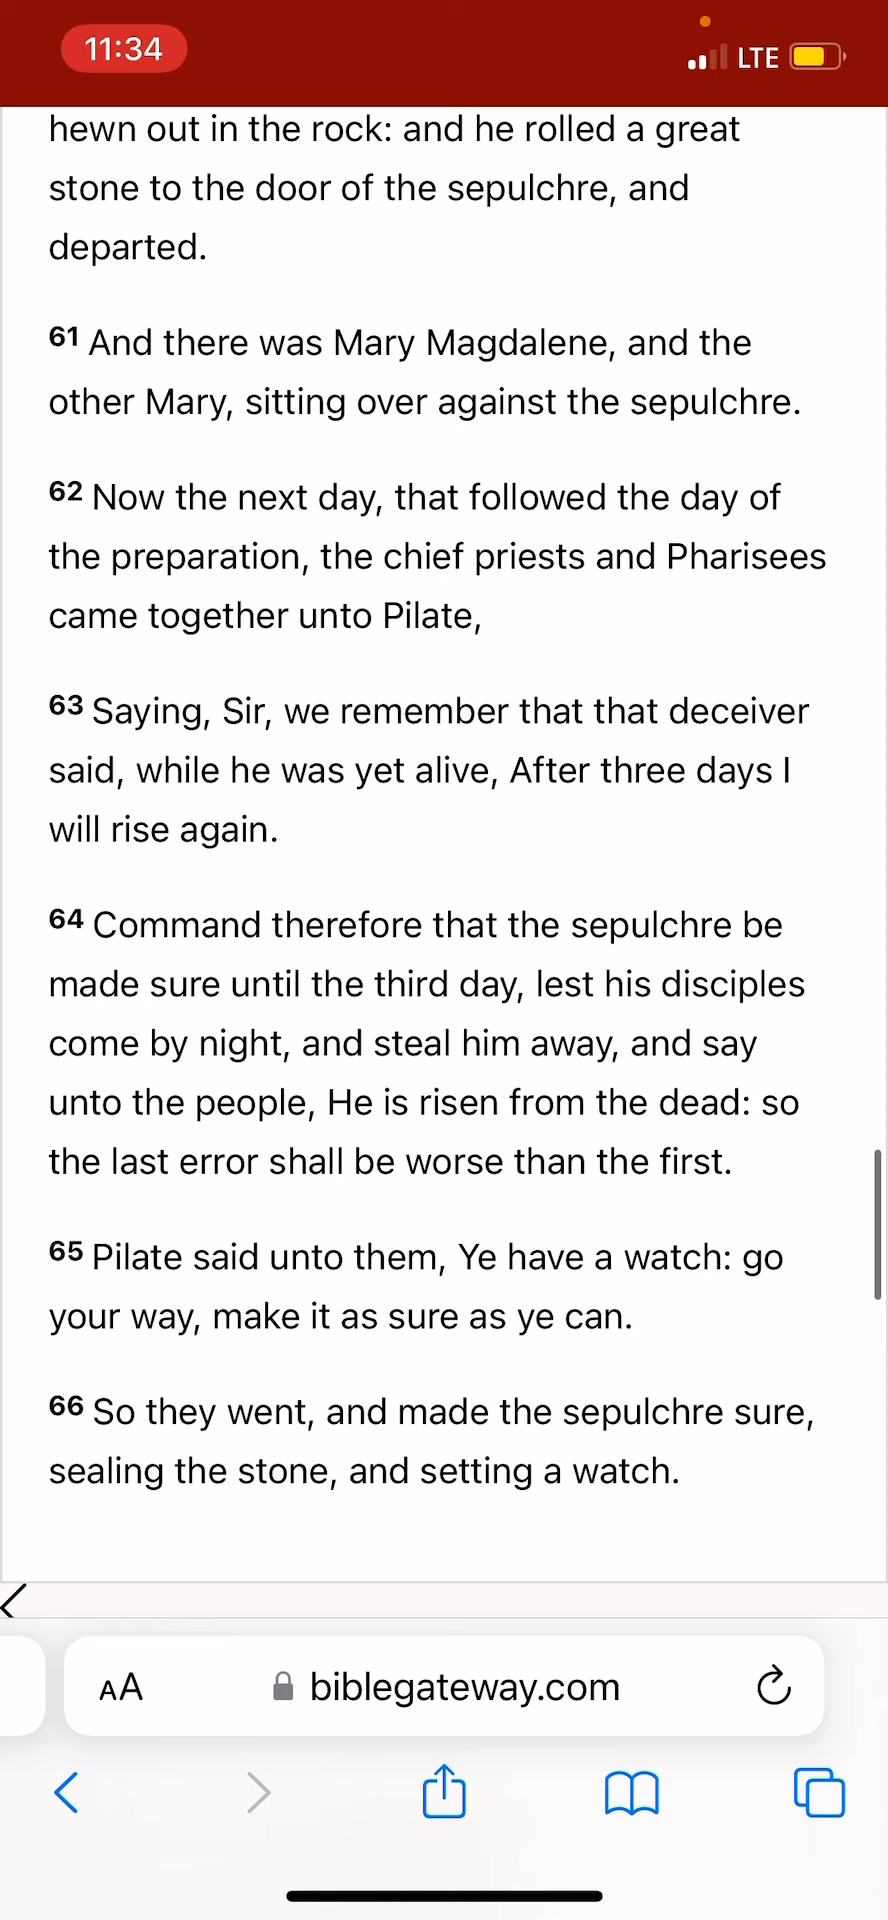 11:34
LTE
hewn out in the rock: and he rolled a great
stone to the door of the sepulchre, and
departed.
61 And there was Mary Magdalene, and the
other Mary, sitting over against the sepulchre.
62 Now the next day, that followed the day of
the preparation, the chief priests and Pharisees
came together unto Pilate,
63 Saying, Sir, we remember that that deceiver
said, while he was yet alive, After three days I
will rise again.
64 Command therefore that the sepulchre be
made sure until the third day, lest his disciples
come by night, and steal him away, and say
unto the people, He is risen from the dead: so
the last error shall be worse than the first.
65 Pilate said unto them, Ye have a watch: go
your way, make it as sure as ye can.
66 So they went, and made the sepulchre sure,
sealing the stone, and setting a watch.
AA biblegateway.com